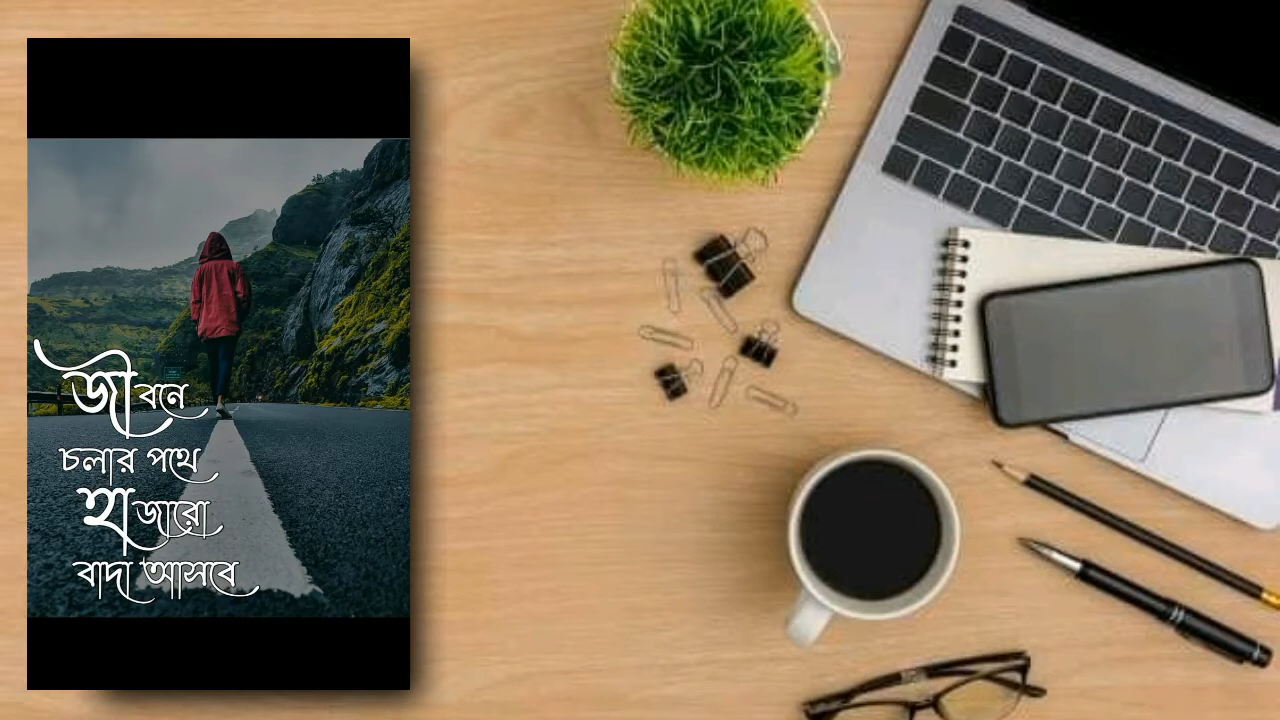 জীবনে
চলার পথে
হাজারো
বাদা আসবে